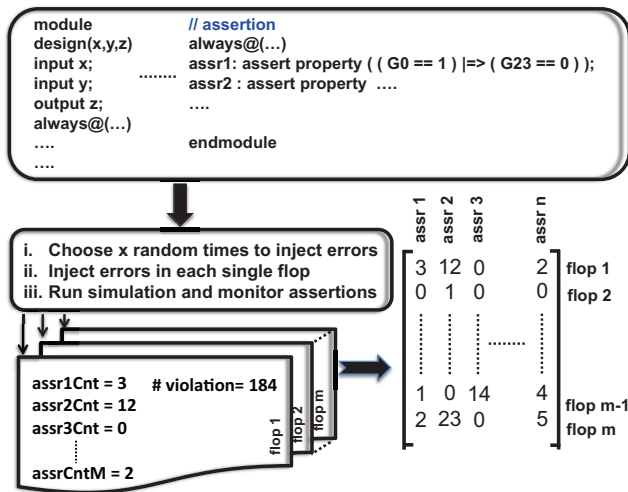 module // assertion
design(x,y,z) always@(...)
input x; ........ assr1: assert property ( ( G0 == 1 ) |=> ( G23 == 0 ) );
input y; assr2 : assert property ....
output z; ....
always@(...)
.... endmodule
....
i. Choose x random times to inject errors
ii. Inject errors in each single flop
iii. Run simulation and monitor assertions
assr1Cnt = 3 # violation= 184
assr2Cnt = 12
assr3Cnt = 0
assrCntM = 2
flop 1
flop 2
flop m
assr 1 assr 2 assr 3 assr n
3 12 0 2 flop 1
0 1 0 0 flop 2
........
1 0 14 4 flop m-1
2 23 0 5 flop m